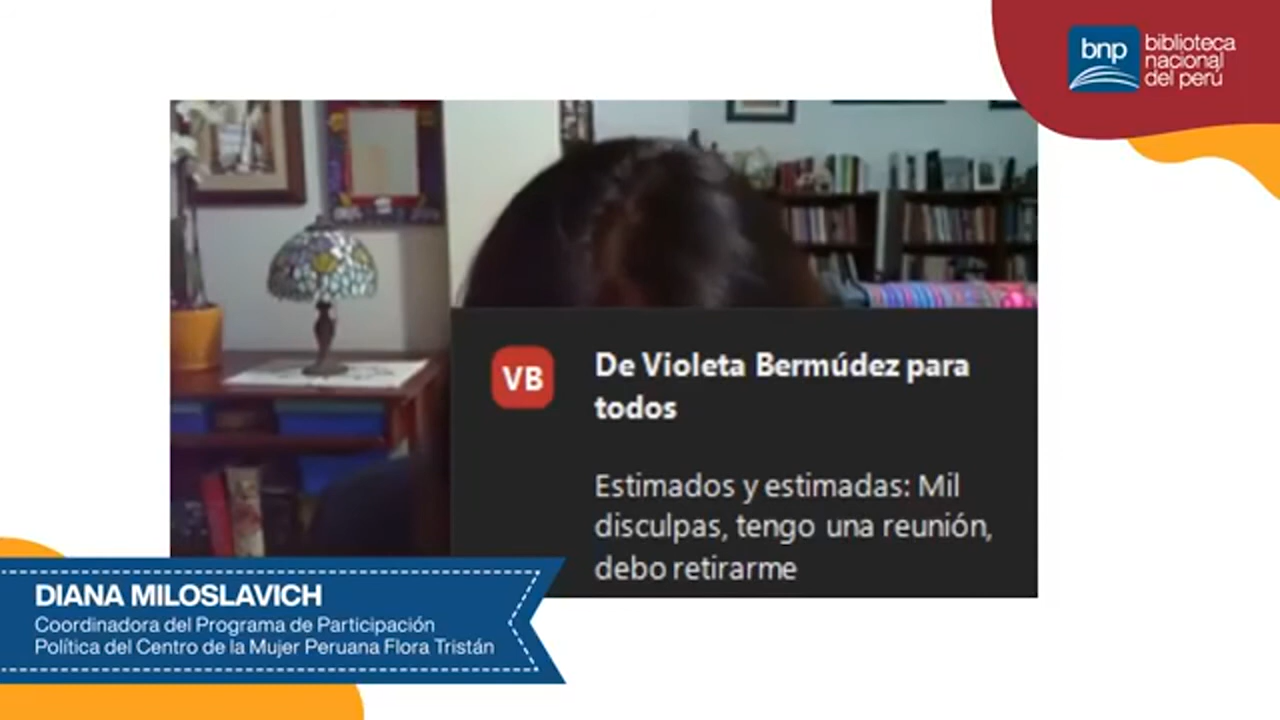 bnp
biblioteca
nacional
del perú
VB
De Violeta Bermúdez para
todos
Estimados y estimadas: Mil
disculpas, tengo una reunión,
debo retirarme
DIANA MILOSLAVICH
Coordinadora del Programa de Participación
Política del Centro de la Mujer Peruana Flora Tristán